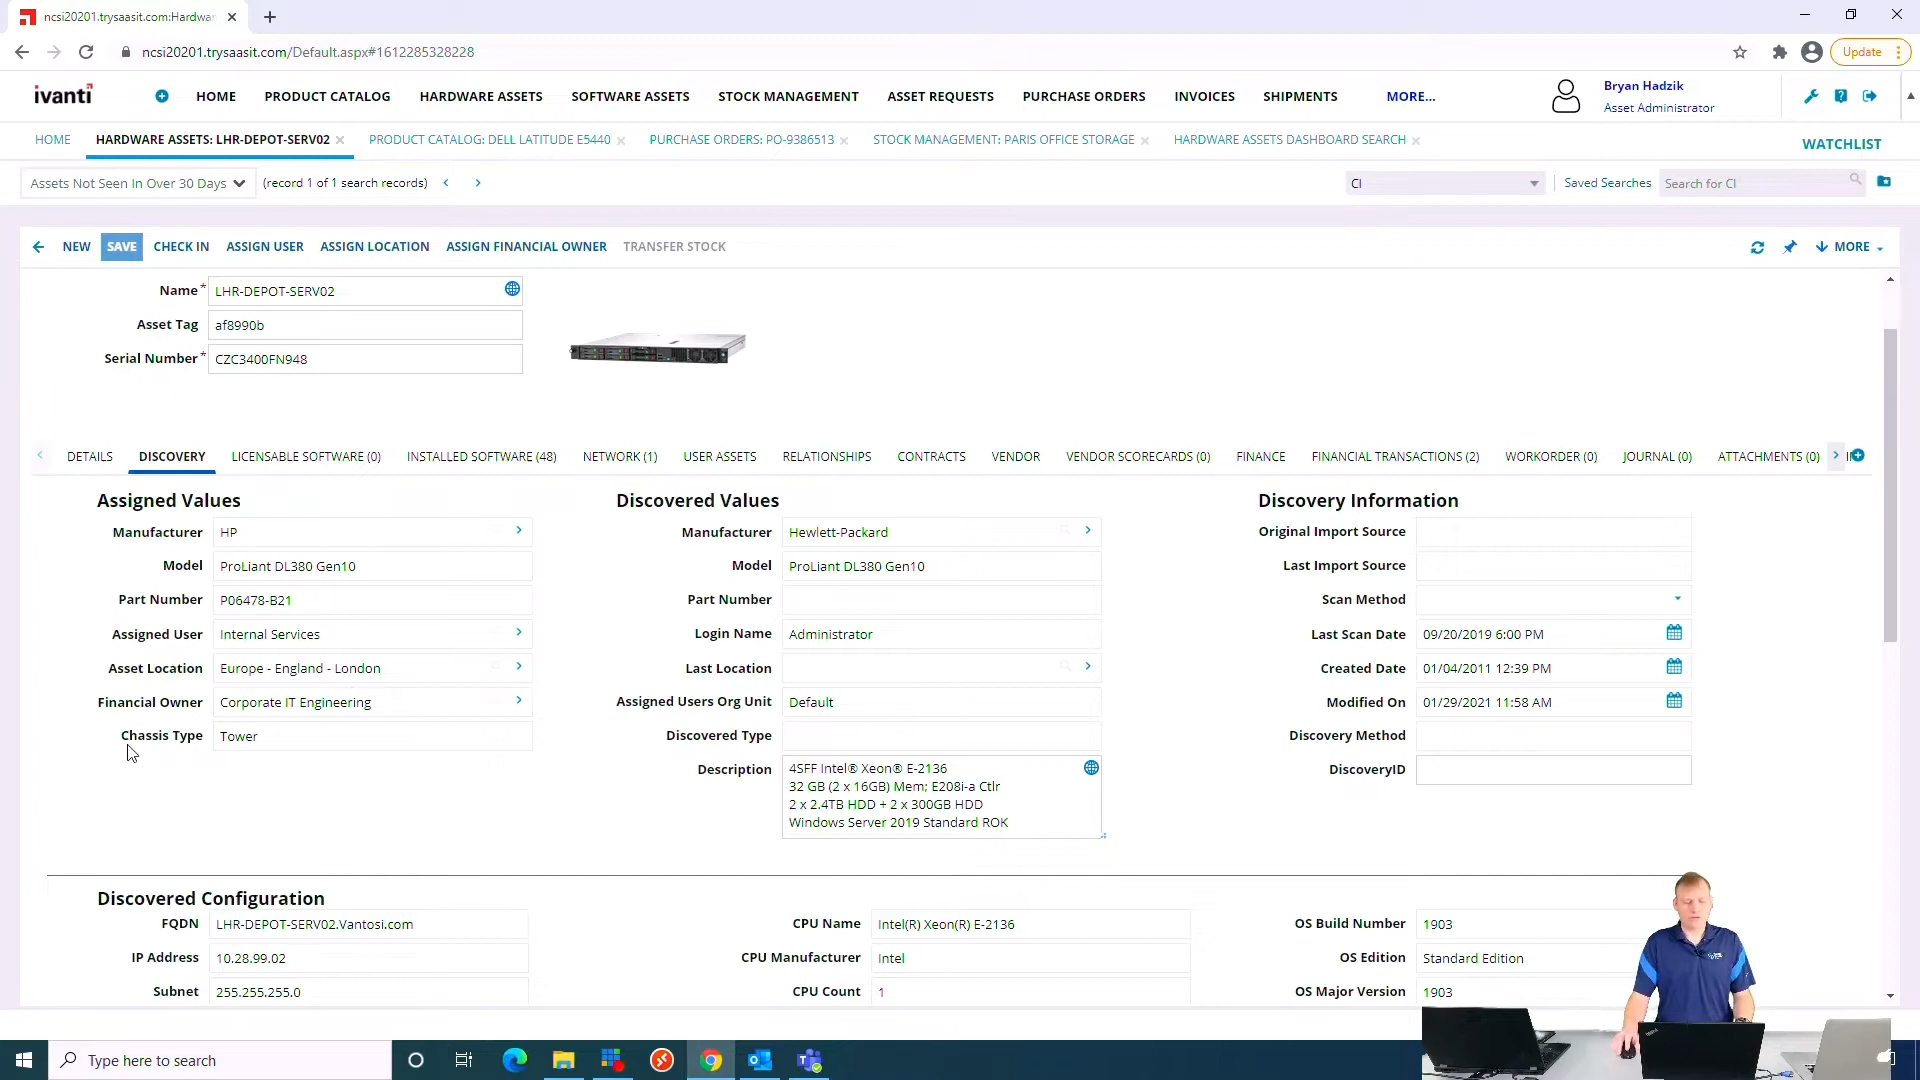 ncsi20201.trysaasit.com:Hardwar
ncsi20201.trysaasit.com/Default.aspx#1612285328228
Update
ivanti
HOME PRODUCT CATALOG HARDWARE ASSETS SOFTWARE ASSETS STOCK MANAGEMENT ASSET REQUESTS PURCHASE ORDERS INVOICES SHIPMENTS MORE...
Bryan Hadzik
Asset Administrator
HOME HARDWARE ASSETS: LHR-DEPOT-SERV02 PRODUCT CATALOG: DELL LATITUDE E5440 PURCHASE ORDERS: PO-9386513 STOCK MANAGEMENT: PARIS OFFICE STORAGE HARDWARE ASSETS DASHBOARD SEARCH
WATCHLIST
Assets Not Seen In Over 30 Days (record 1 of 1 search records)
CI Saved Searches Search for CI
NEW SAVE CHECK IN ASSIGN USER ASSIGN LOCATION ASSIGN FINANCIAL OWNER TRANSFER STOCK MORE
Name* LHR-DEPOT-SERV02
Asset Tag af8990b
Serial Number* CZC3400FN948
DETAILS DISCOVERY LICENSABLE SOFTWARE (0) INSTALLED SOFTWARE (48) NETWORK (1) USER ASSETS RELATIONSHIPS CONTRACTS VENDOR VENDOR SCORECARDS (0) FINANCE FINANCIAL TRANSACTIONS (2) WORKORDER (0) JOURNAL (0) ATTACHMENTS (0)
Assigned Values
Manufacturer HP
Model ProLiant DL380 Gen10
Part Number P06478-B21
Assigned User Internal Services
Asset Location Europe - England - London
Financial Owner Corporate IT Engineering
Chassis Type Tower
Discovered Values
Manufacturer Hewlett-Packard
Model ProLiant DL380 Gen10
Part Number
Login Name Administrator
Last Location
Assigned Users Org Unit Default
Discovered Type
Description 4SFF Intel® Xeon® E-2136
32 GB (2 x 16GB) Mem; E208i-a Ctlr
2 x 2.4TB HDD + 2 x 300GB HDD
Windows Server 2019 Standard ROK
Discovery Information
Original Import Source
Last Import Source
Scan Method
Last Scan Date 09/20/2019 6:00 PM
Created Date 01/04/2011 12:39 PM
Modified On 01/29/2021 11:58 AM
Discovery Method
DiscoveryID
Discovered Configuration
FQDN LHR-DEPOT-SERV02.Vantosi.com
IP Address 10.28.99.02
Subnet 255.255.255.0
CPU Name Intel(R) Xeon(R) E-2136
CPU Manufacturer Intel
CPU Count 1
OS Build Number 1903
OS Edition Standard Edition
OS Major Version 1903
Type here to search